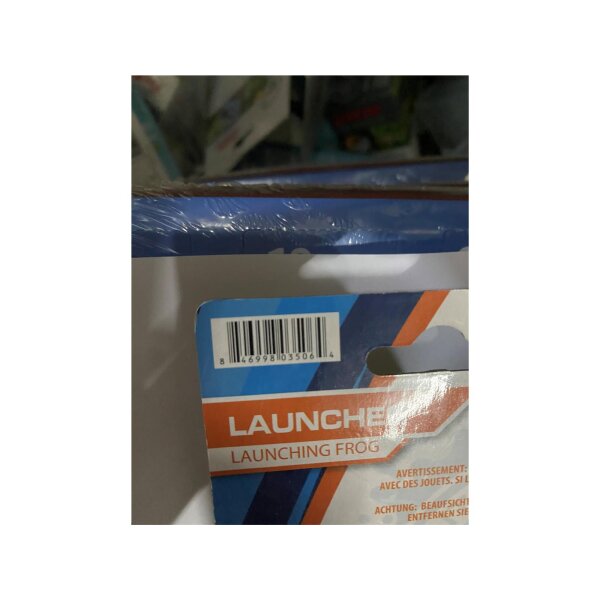 8 46998 03506 4
LAUNCHE
LAUNCHING FROG
AVERTISSEMENT:
AVEC DES JOUETS. SI L
ACHTUNG: BEAUFSICHT
ENTFERNEN SIE